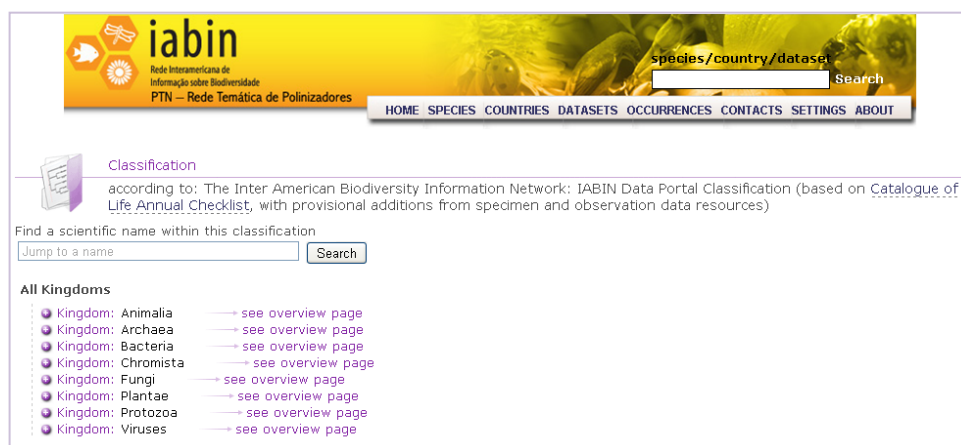 iabin
Rede Interamericana de
Informação sobre Biodiversidade
PTN – Rede Temática de Polinizadores
species/country/dataset
Search
HOME SPECIES COUNTRIES DATASETS OCCURRENCES CONTACTS SETTINGS ABOUT
Classification
according to: The Inter American Biodiversity Information Network: IABIN Data Portal Classification (based on Catalogue of
Life Annual Checklist, with provisional additions from specimen and observation data resources)
Find a scientific name within this classification
Jump to a name Search
All Kingdoms
Kingdom: Animalia see overview page
Kingdom: Archaea see overview page
Kingdom: Bacteria see overview page
Kingdom: Chromista see overview page
Kingdom: Fungi see overview page
Kingdom: Plantae see overview page
Kingdom: Protozoa see overview page
Kingdom: Viruses see overview page